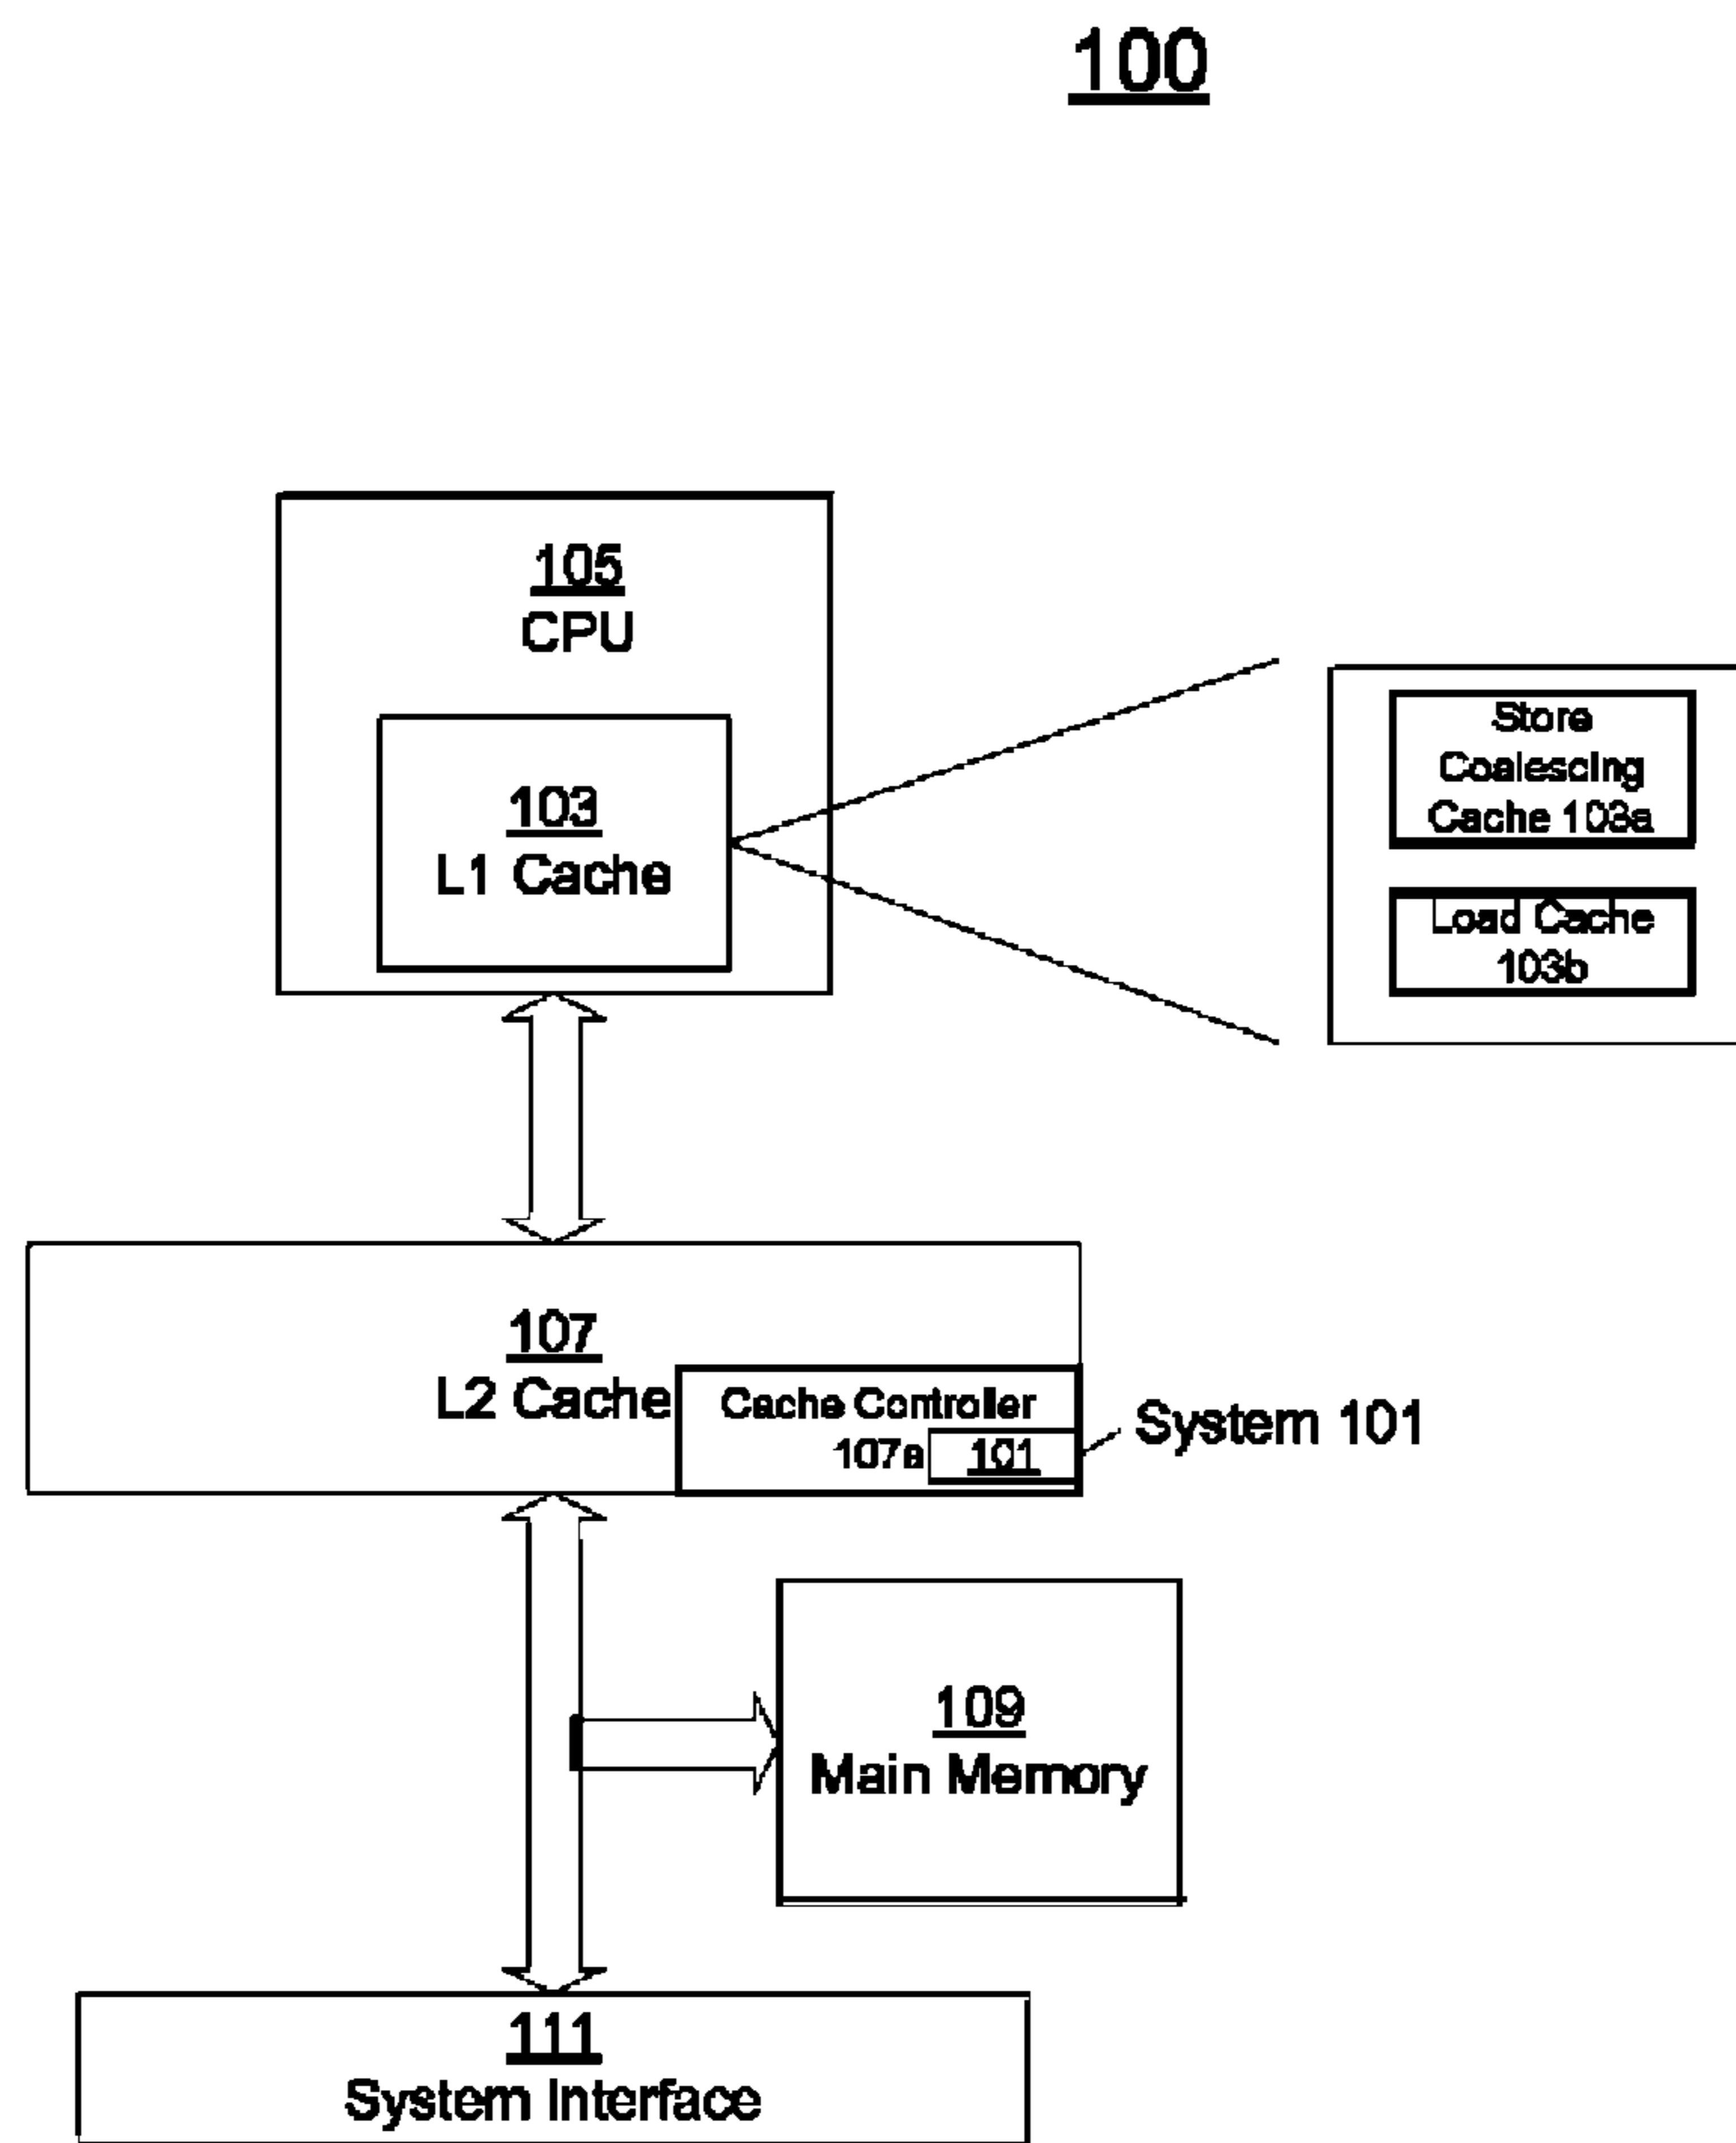 100
105
CPU
103
L1 Cache
Store
Coalescing
Cache 103a
Load Cache
103b
107
L2 Cache
Cache Controller
107a 101
System 101
109
Main Memory
111
System Interface